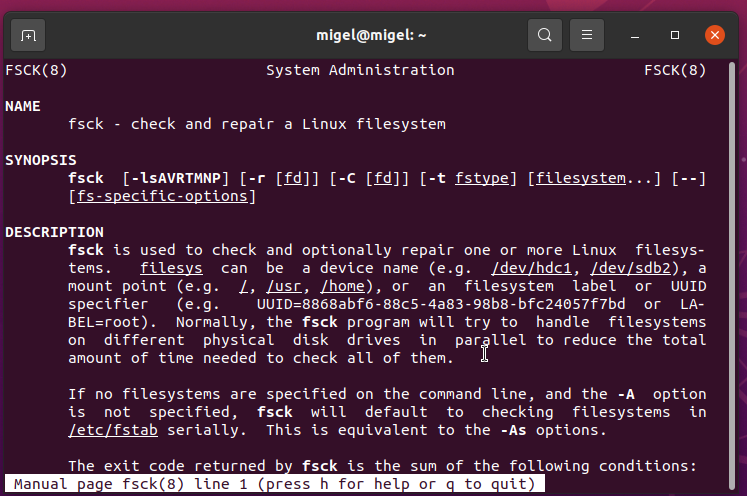 migel@migel: ~
FSCK(8) System Administration FSCK(8)
NAME
fsck - check and repair a Linux filesystem
SYNOPSIS
fsck [-lsAVRTMNP] [-r [fd]] [-C [fd]] [-t fstype] [filesystem...] [--]
[fs-specific-options]
DESCRIPTION
fsck is used to check and optionally repair one or more Linux filesys-
tems. filesys can be a device name (e.g. /dev/hdc1, /dev/sdb2), a
mount point (e.g. /, /usr, /home), or an filesystem label or UUID
specifier (e.g. UUID=8868abf6-88c5-4a83-98b8-bfc24057f7bd or LA-
BEL=root). Normally, the fsck program will try to handle filesystems
on different physical disk drives in parallel to reduce the total
amount of time needed to check all of them.
If no filesystems are specified on the command line, and the -A option
is not specified, fsck will default to checking filesystems in
/etc/fstab serially. This is equivalent to the -As options.
The exit code returned by fsck is the sum of the following conditions:
Manual page fsck(8) line 1 (press h for help or q to quit)